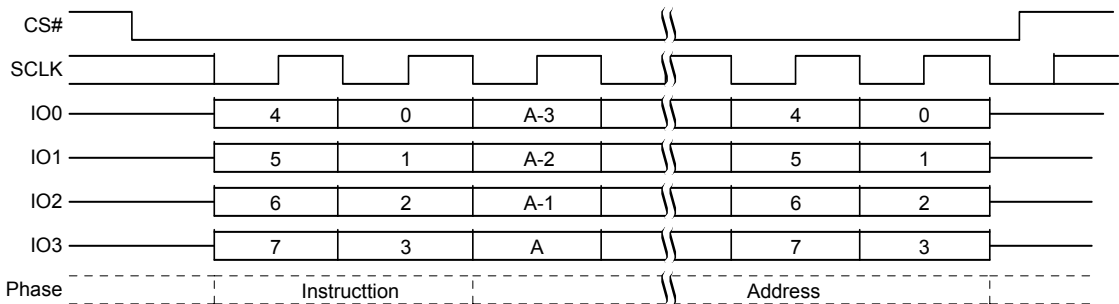 CS#
SCLK
IO0 4 0 A-3 4 0
IO1 5 1 A-2 5 1
IO2 6 2 A-1 6 2
IO3 7 3 A 7 3
Phase Instructtion Address